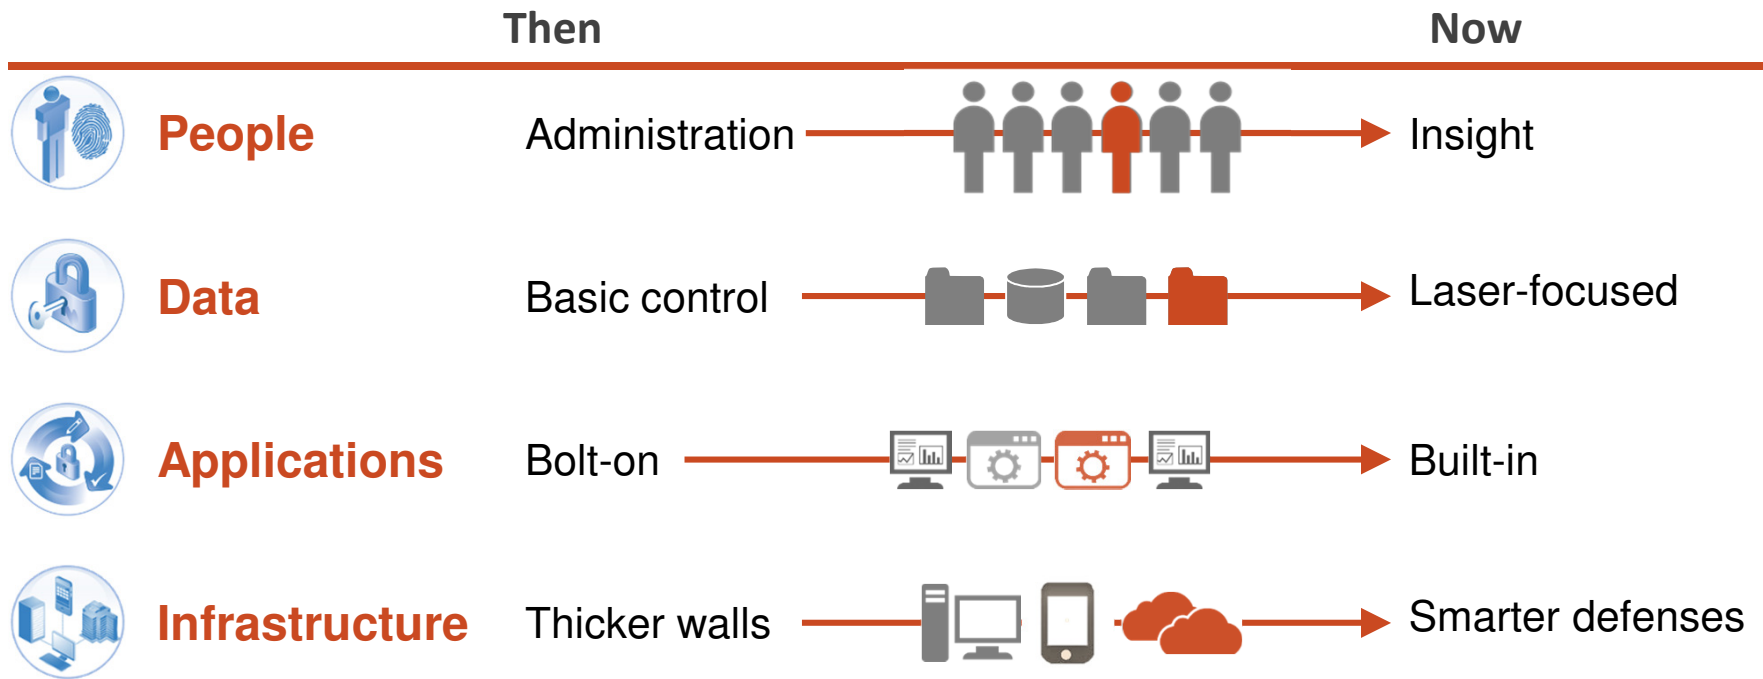 Then Now
People Administration Insight
Data Basic control Laser-focused
Applications Bolt-on Built-in
Infrastructure Thicker walls Smarter defenses